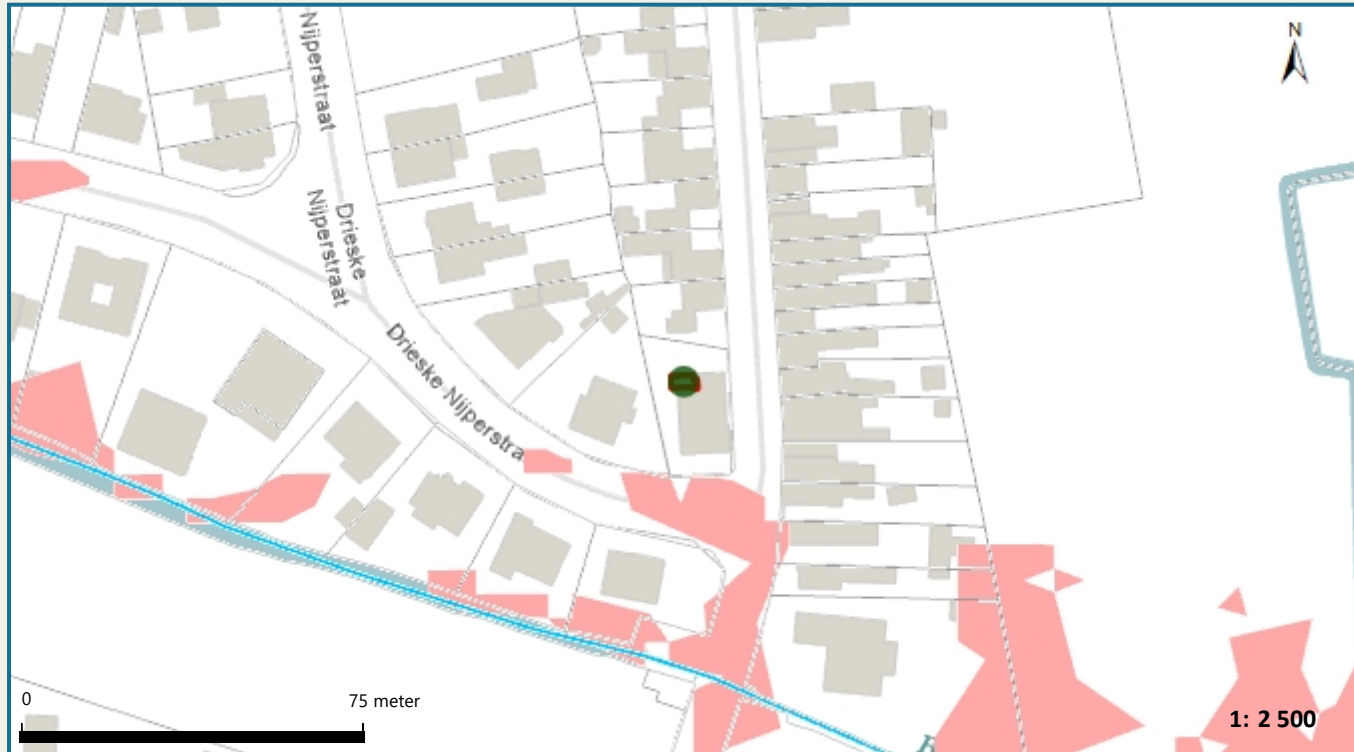 N
Nijperstraat
Drieske
Nijperstraat
Drieske Nijperstra
0
75 meter
1: 2 500